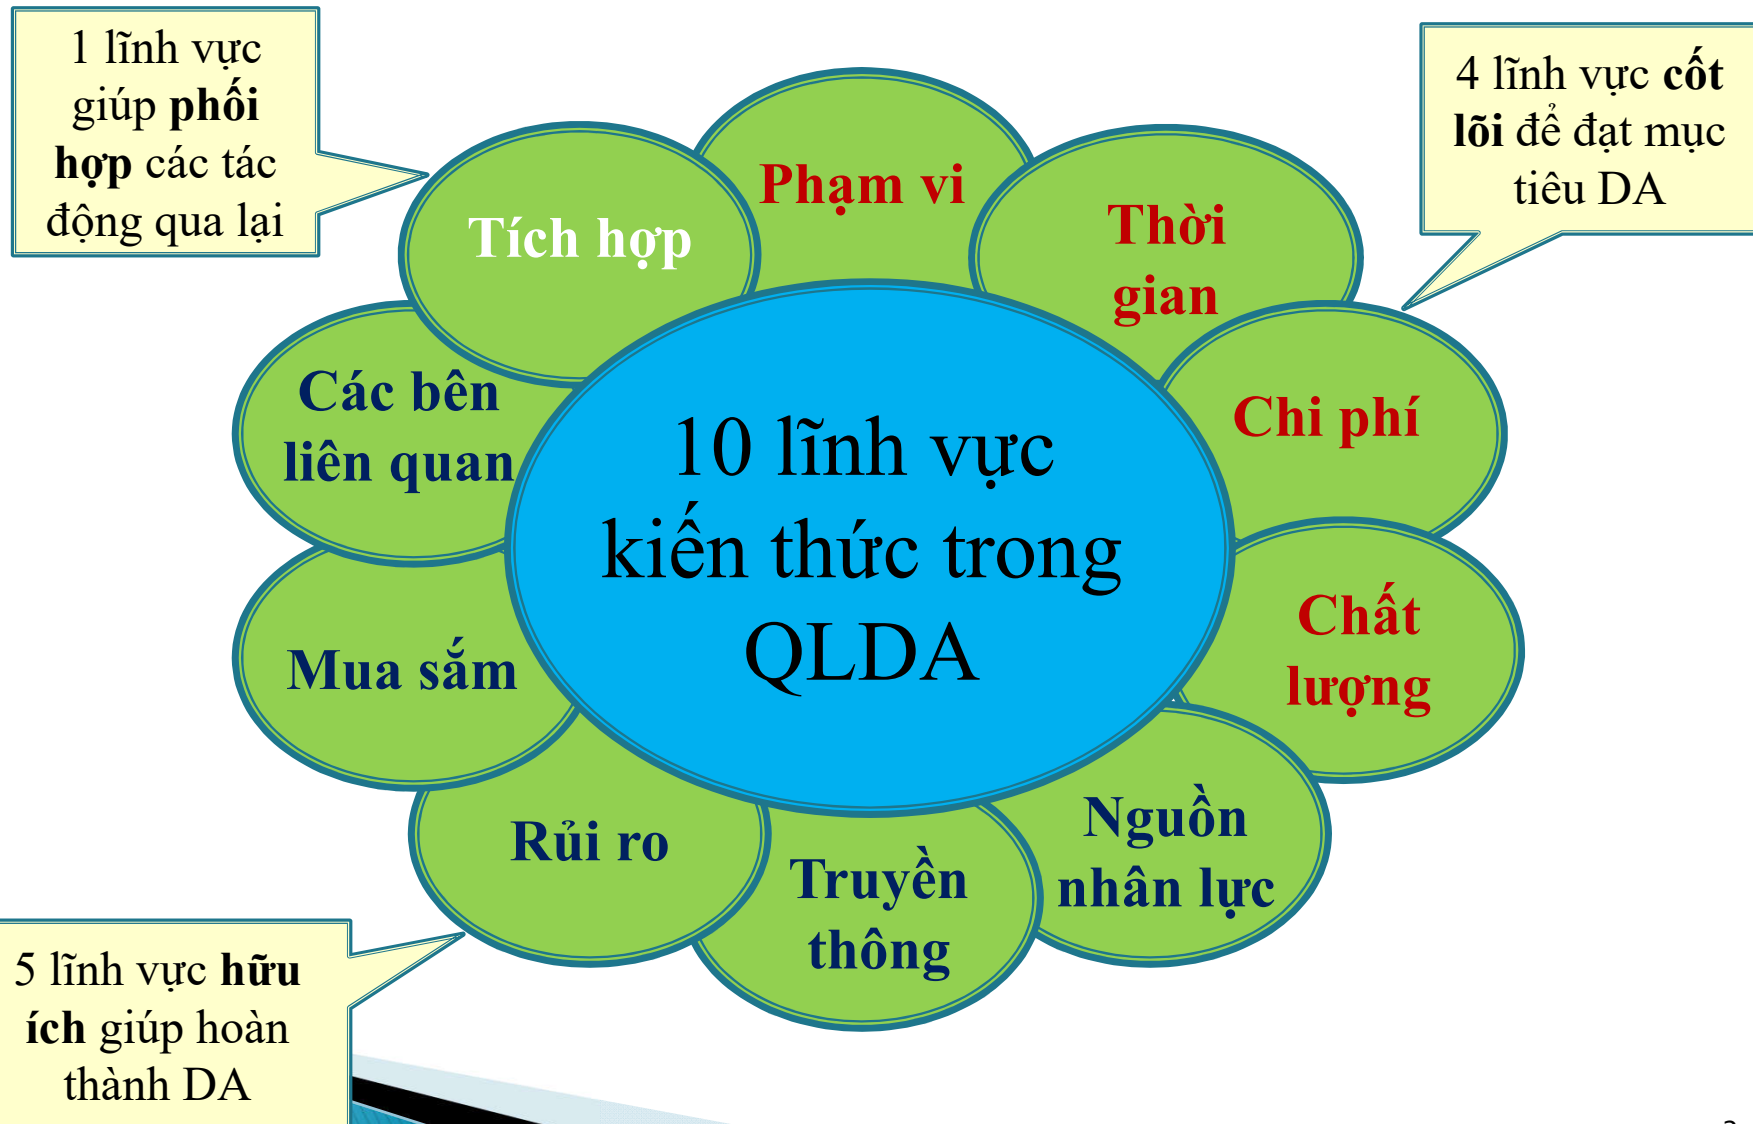 1 lĩnh vực
giúp phối
hợp các tác
động qua lại
4 lĩnh vực cốt
lõi để đạt mục
tiêu DA
Tích hợp
Phạm vi
Thời
gian
Chi phí
Chất
lượng
Nguồn
nhân lực
Truyền
thông
Rủi ro
Mua sắm
Các bên
liên quan
10 lĩnh vực
kiến thức trong
QLDA
5 lĩnh vực hữu
ích giúp hoàn
thành DA